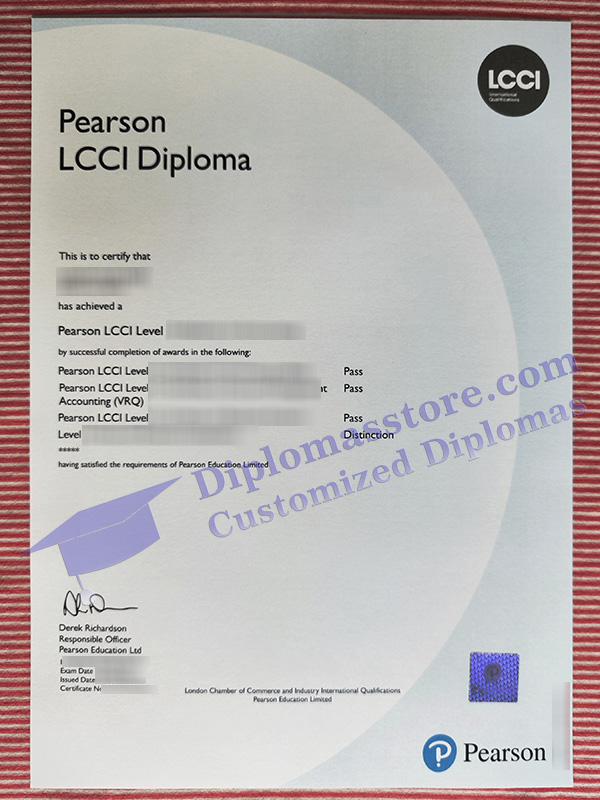 LCCI
International
Qualifications
Pearson
LCCI Diploma
This is to certify that
has achieved a
Pearson LCCI Level
by successful completion of awards in the following:
Pearson LCCI Level Pass
Pearson LCCI Level Pass
Accounting (VRQ)
Pearson LCCI Level Pass
Level Distinction
*****
having satisfied the requirements of Pearson Education Limited
Diplomasstore.com
Customized Diplomas
Derek Richardson
Responsible Officer
Pearson Education Ltd
Exam Date
Issued Date
Certificate
London Chamber of Commerce and Industry International Qualifications
Pearson Education Limited
P
Pearson